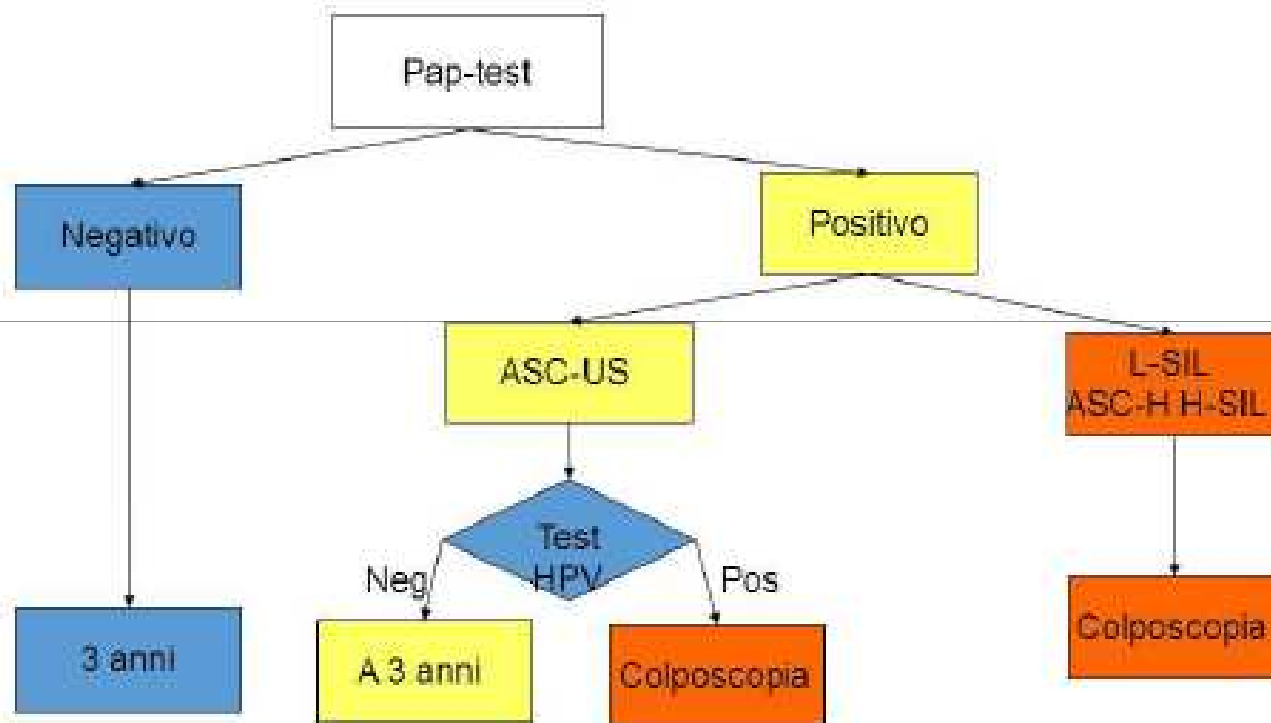 Pap-test
Negativo
Positivo
ASC-US
L-SIL
ASC-H H-SIL
Test
HPV
Neg
Pos
3 anni
A 3 anni
Colposcopia
Colposcopia